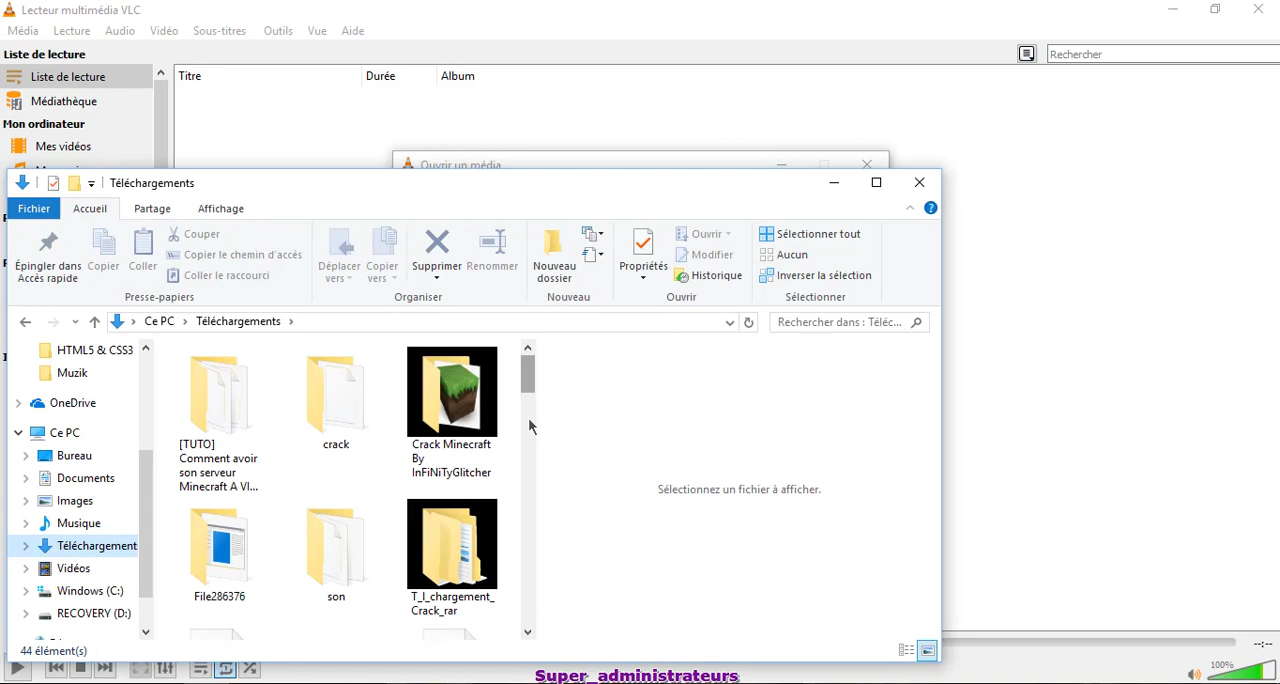 Lecteur multimédia VLC
Média Lecture Audio Vidéo Sous-titres Outils Vue Aide
Liste de lecture
Rechercher
Liste de lecture
Titre Durée Album
Médiathèque
Mon ordinateur
Mes vidéos
Ouvrir un média
Téléchargements
Fichier Accueil Partage Affichage
Épingler dans Accès rapide
Copier
Coller
Couper
Copier le chemin d'accès
Coller le raccourci
Presse-papiers
Déplacer vers
Copier vers
Supprimer
Renommer
Organiser
Nouveau dossier
Nouveau
Propriétés
Ouvrir
Modifier
Historique
Ouvrir
Sélectionner tout
Aucun
Inverser la sélection
Sélectionner
Ce PC Téléchargements
Rechercher dans : Téléc...
HTML5 & CSS3
Muzik
OneDrive
Ce PC
Bureau
Documents
Images
Musique
Téléchargement
Vidéos
Windows (C:)
RECOVERY (D:)
[TUTO]
Comment avoir
son serveur
Minecraft A VI...
crack
Crack Minecraft
By
InFiNiTyGlitcher
File286376
son
T_l_chargement_
Crack_rar
Sélectionnez un fichier à afficher.
44 élément(s)
--:--
100%
Super_administrateurs